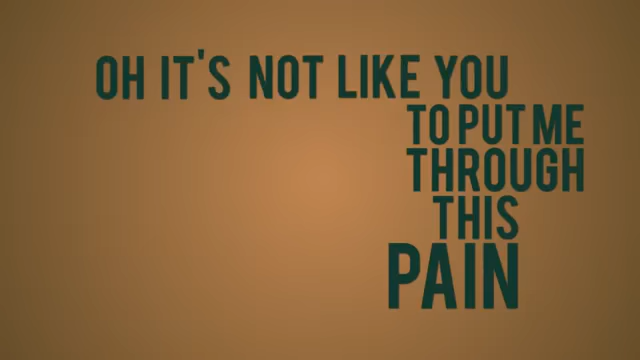 OH IT'S NOT LIKE YOU
TO PUT ME
THROUGH
THIS
PAIN